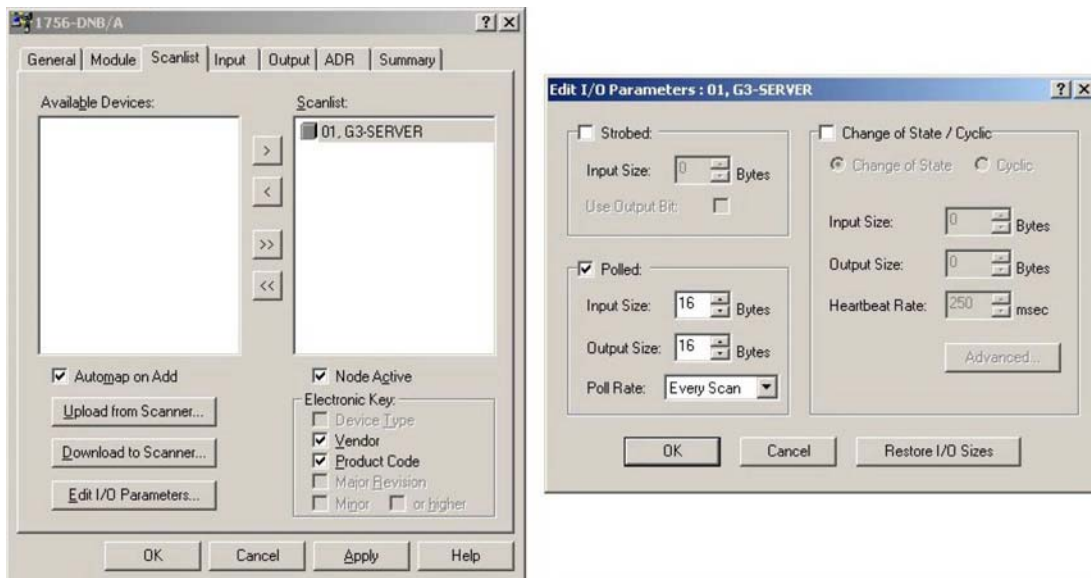 1756-DNB/A
General Module Scanlist Input Output ADR Summary
Available Devices:
Scanlist:
01, G3-SERVER
>
<
>>
<<
Automap on Add
Node Active
Upload from Scanner...
Download to Scanner...
Edit I/O Parameters...
Electronic Key:
Device Type
Vendor
Product Code
Major Revision
Minor or higher
OK Cancel Apply Help
Edit I/O Parameters : 01, G3-SERVER
Strobed:
Input Size: 0 Bytes
Use Output Bit:
Polled:
Input Size: 16 Bytes
Output Size: 16 Bytes
Poll Rate: Every Scan
Change of State / Cyclic
Change of State Cyclic
Input Size: 0 Bytes
Output Size: 0 Bytes
Heartbeat Rate: 250 msec
Advanced...
OK Cancel Restore I/O Sizes